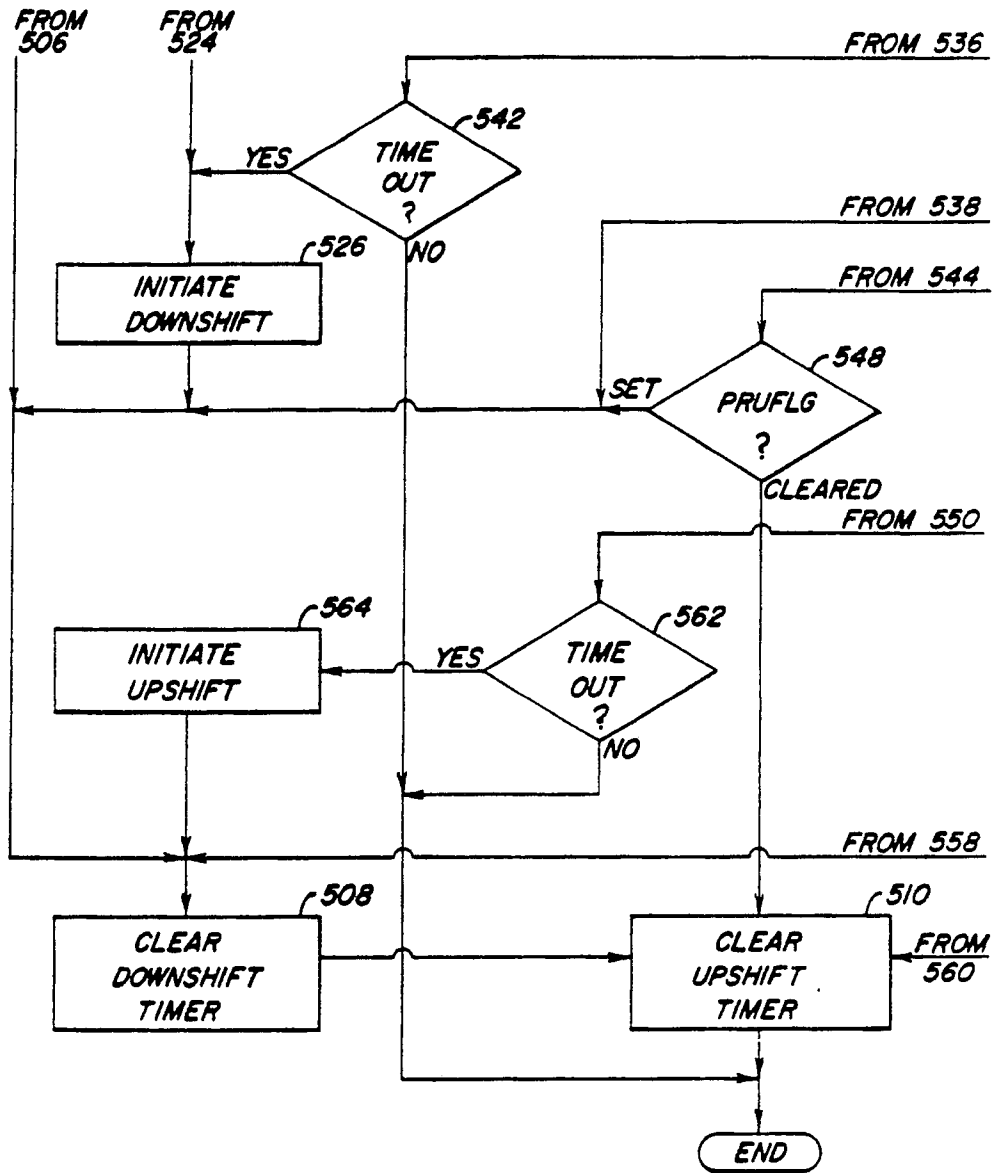 FROM
506
FROM
524
FROM 536
542
TIME
OUT
?
YES
NO
FROM 538
526
INITIATE
DOWNSHIFT
FROM 544
548
SET
PRUFLG
?
CLEARED
FROM 550
564
INITIATE
UPSHIFT
562
YES
TIME
OUT
?
NO
FROM 558
508
CLEAR
DOWNSHIFT
TIMER
510
CLEAR
UPSHIFT
TIMER
FROM
560
END